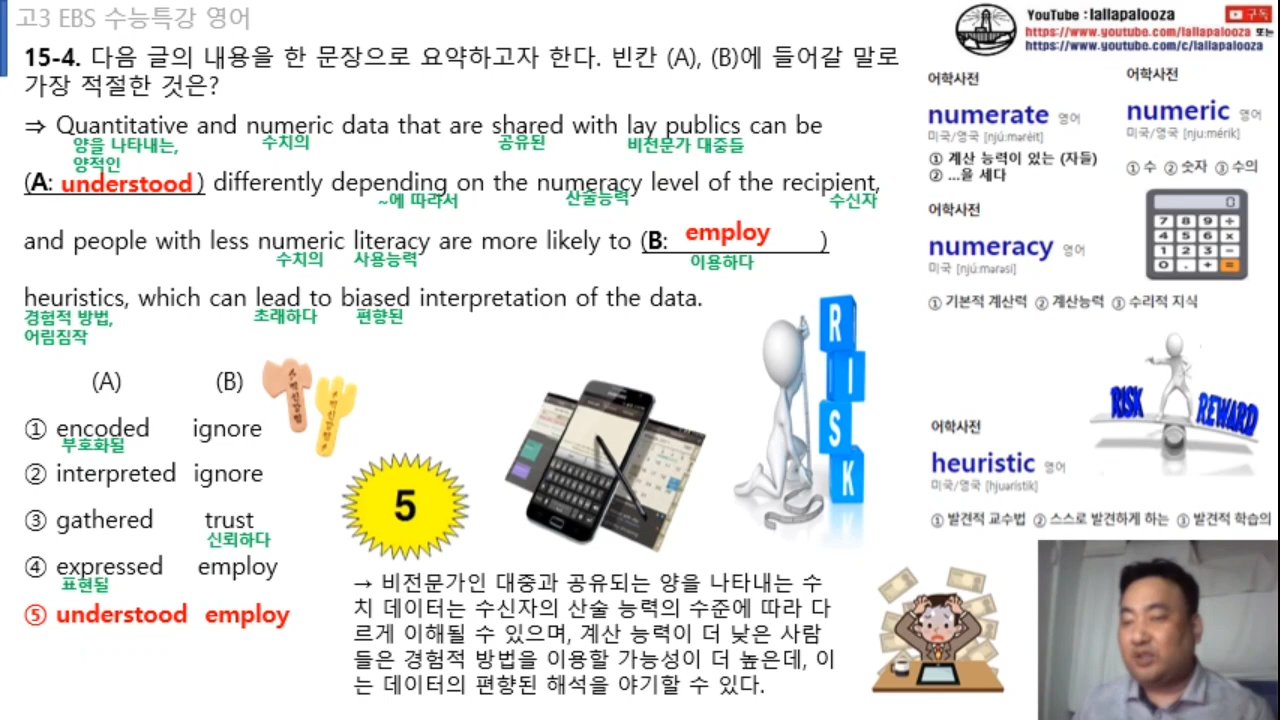 고3 EBS 수능특강 영어
15-4. 다음 글의 내용을 한 문장으로 요약하고자 한다. 빈칸 (A), (B)에 들어갈 말로
가장 적절한 것은?
⇒ Quantitative and numeric data that are shared with lay publics can be
양을 나타내는, 수치의 공유된 비전문가 대중들
양적인
(A: understood) differently depending on the numeracy level of the recipient,
~에 따라서 산술능력 수신자
and people with less numeric literacy are more likely to (B: employ )
수치의 사용능력 이용하다
heuristics, which can lead to biased interpretation of the data.
경험적 방법, 초래하다 편향된
어림짐작
(A) (B)
① encoded ignore
부호화될
② interpreted ignore
③ gathered trust
신뢰하다
④ expressed employ
표현될
⑤ understood employ
5
→ 비전문가인 대중과 공유되는 양을 나타내는 수
치 데이터는 수신자의 산술 능력의 수준에 따라 다
르게 이해될 수 있으며, 계산 능력이 더 낮은 사람
들은 경험적 방법을 이용할 가능성이 더 높은데, 이
는 데이터의 편향된 해석을 야기할 수 있다.
R
I
S
K
YouTube : lallapalooza 구독
https://www.youtube.com/lallapalooza 또는
https://www.youtube.com/c/lallapalooza
어학사전
numerate 영어
미국/영국 [njú:məréit]
① 계산 능력이 있는 (자들)
② ...을 세다
어학사전
numeric 영어
미국/영국 [nju:mérik]
① 수 ② 숫자 ③ 수의
어학사전
numeracy 영어
미국 [njú:mərəsi]
① 기본적 계산력 ② 계산능력 ③ 수리적 지식
0
7 8 9 ÷
4 5 6 x
1 2 3 −
0 . + =
RISK REWARD
어학사전
heuristic 영어
미국/영국 [hjuərístik]
① 발견적 교수법 ② 스스로 발견하게 하는 ③ 발견적 학습의